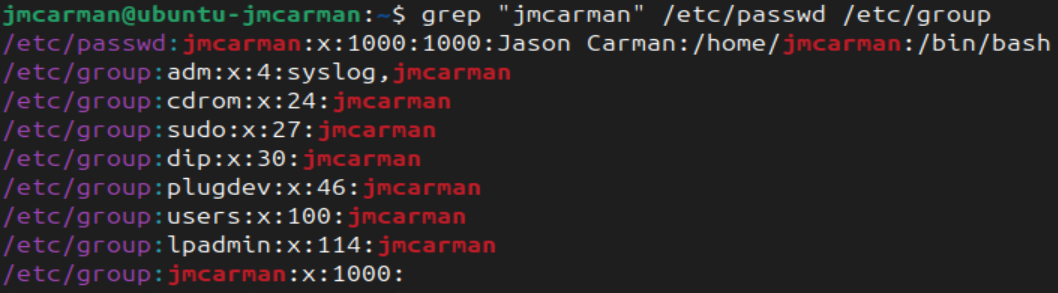 jmcarman@ubuntu-jmcarman:~$ grep "jmcarman" /etc/passwd /etc/group
/etc/passwd:jmcarman:x:1000:1000:Jason Carman:/home/jmcarman:/bin/bash
/etc/group:adm:x:4:syslog,jmcarman
/etc/group:cdrom:x:24:jmcarman
/etc/group:sudo:x:27:jmcarman
/etc/group:dip:x:30:jmcarman
/etc/group:plugdev:x:46:jmcarman
/etc/group:users:x:100:jmcarman
/etc/group:lpadmin:x:114:jmcarman
/etc/group:jmcarman:x:1000: